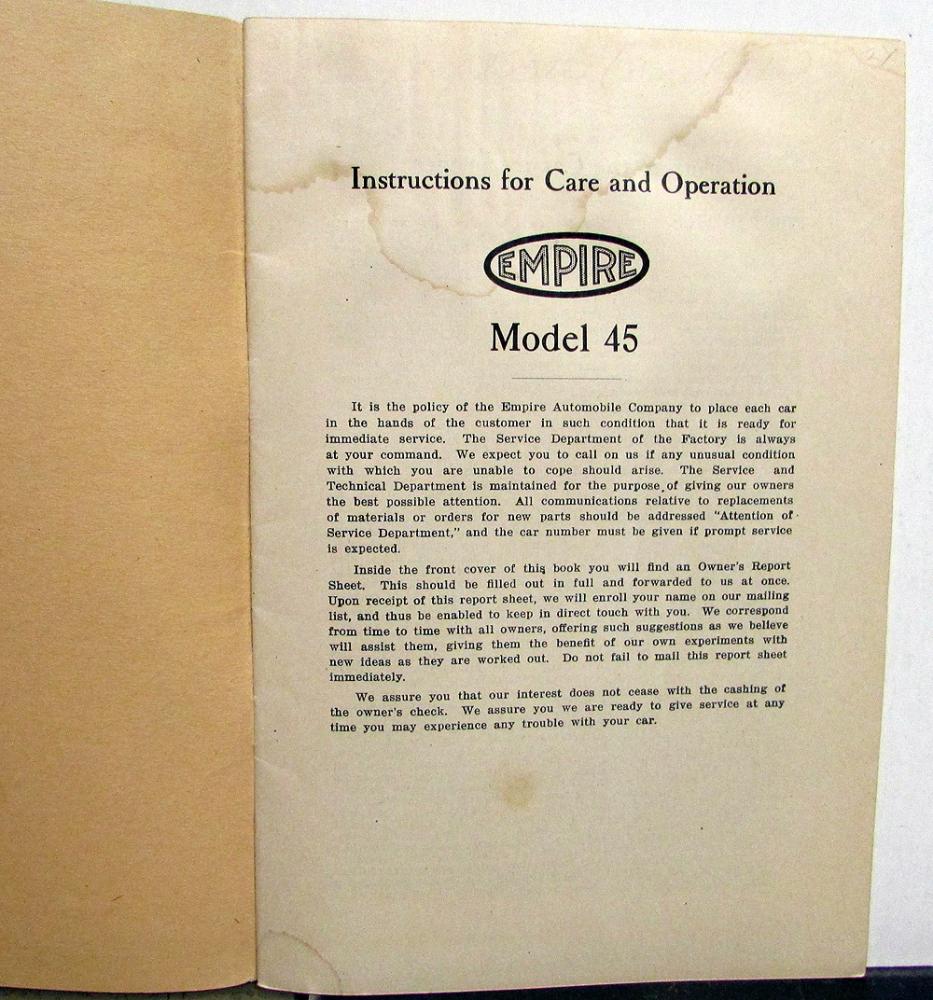 Instructions for Care and Operation
EMPIRE
Model 45
It is the policy of the Empire Automobile Company to place each car
in the hands of the customer in such condition that it is ready for
immediate service. The Service Department of the Factory is always
at your command. We expect you to call on us if any unusual condition
with which you are unable to cope should arise. The Service and
Technical Department is maintained for the purpose of giving our owners
the best possible attention. All communications relative to replacements
of materials or orders for new parts should be addressed "Attention of
Service Department," and the car number must be given if prompt service
is expected.
Inside the front cover of this book you will find an Owner's Report
Sheet. This should be filled out in full and forwarded to us at once.
Upon receipt of this report sheet, we will enroll your name on our mailing
list, and thus be enabled to keep in direct touch with you. We correspond
from time to time with all owners, offering such suggestions as we believe
will assist them, giving them the benefit of our own experiments with
new ideas as they are worked out. Do not fail to mail this report sheet
immediately.
We assure you that our interest does not cease with the cashing of
the owner's check. We assure you we are ready to give service at any
time you may experience any trouble with your car.